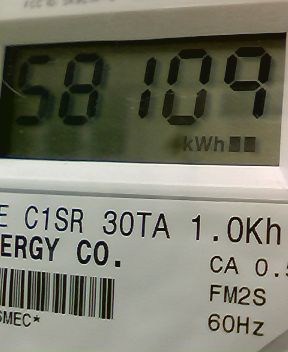 58109
kWh
E C1SR 30TA 1.0Kh
ERGY CO.
CA 0.5
FM2S
60Hz
SMEC*